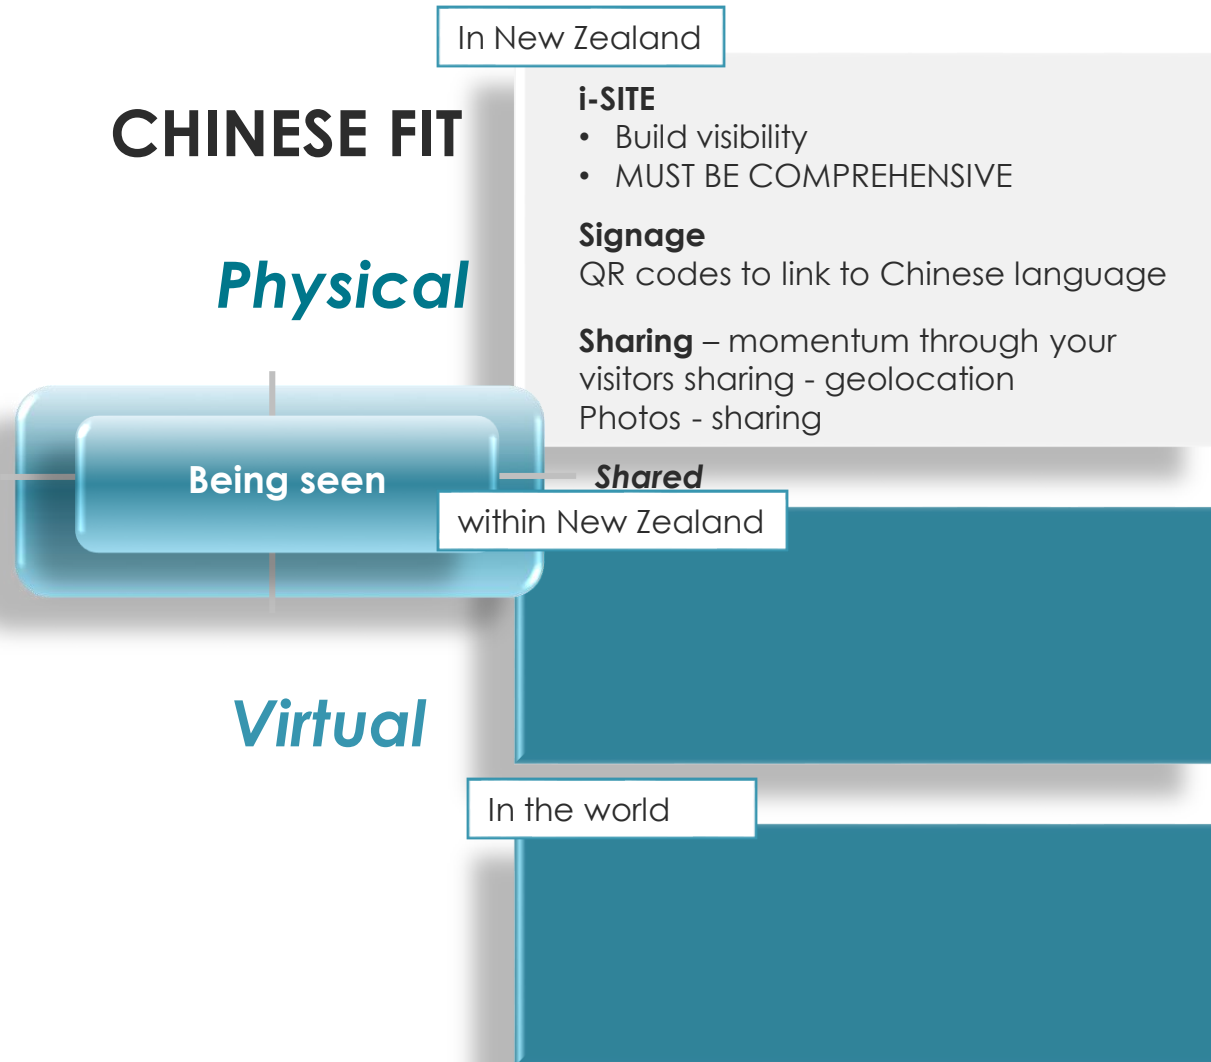 In New Zealand
CHINESE FIT
i-SITE
• Build visibility
• MUST BE COMPREHENSIVE
Signage
QR codes to link to Chinese language
Physical
Sharing – momentum through your
visitors sharing - geolocation
Photos - sharing
Being seen
Shared
within New Zealand
Virtual
In the world